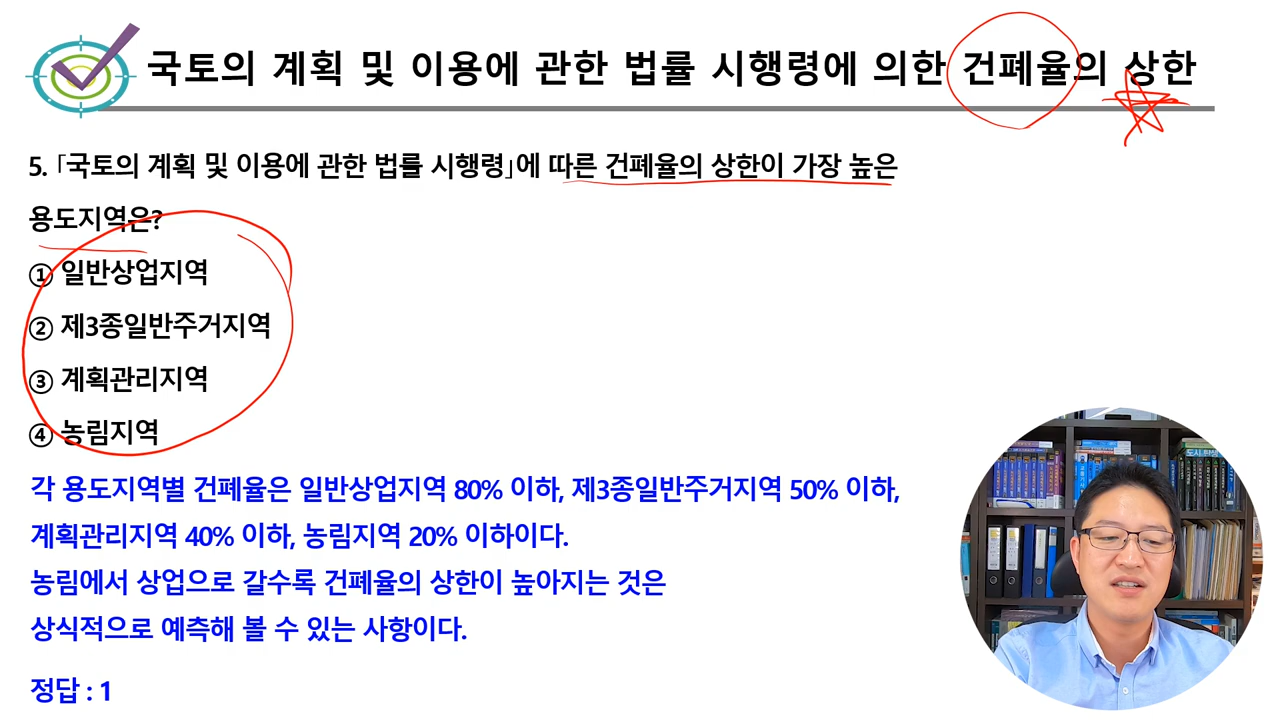 국토의 계획 및 이용에 관한 법률 시행령에 의한 건폐율의 상한
5. ｢국토의 계획 및 이용에 관한 법률 시행령｣에 따른 건폐율의 상한이 가장 높은
용도지역은?
① 일반상업지역
② 제3종일반주거지역
③ 계획관리지역
④ 농림지역
각 용도지역별 건폐율은 일반상업지역 80% 이하, 제3종일반주거지역 50% 이하,
계획관리지역 40% 이하, 농림지역 20% 이하이다.
농림에서 상업으로 갈수록 건폐율의 상한이 높아지는 것은
상식적으로 예측해 볼 수 있는 사항이다.
정답 : 1